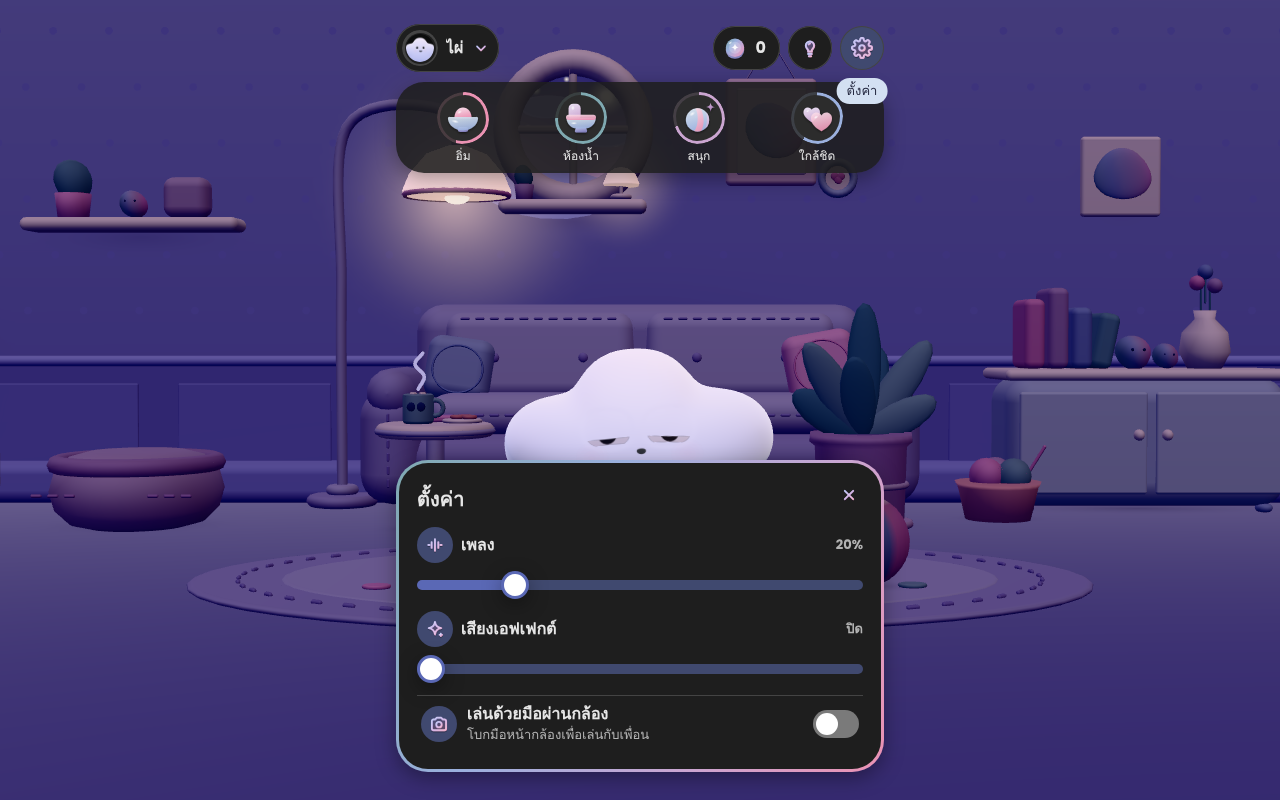 ไผ่
0
ตั้งค่า
อิ่ม
ห้องน้ำ
สนุก
ใกล้ชิด
ตั้งค่า
เพลง
20%
เสียงเอฟเฟกต์
ปิด
เล่นด้วยมือผ่านกล้อง
โบกมือหน้ากล้องเพื่อเล่นกับเพื่อน